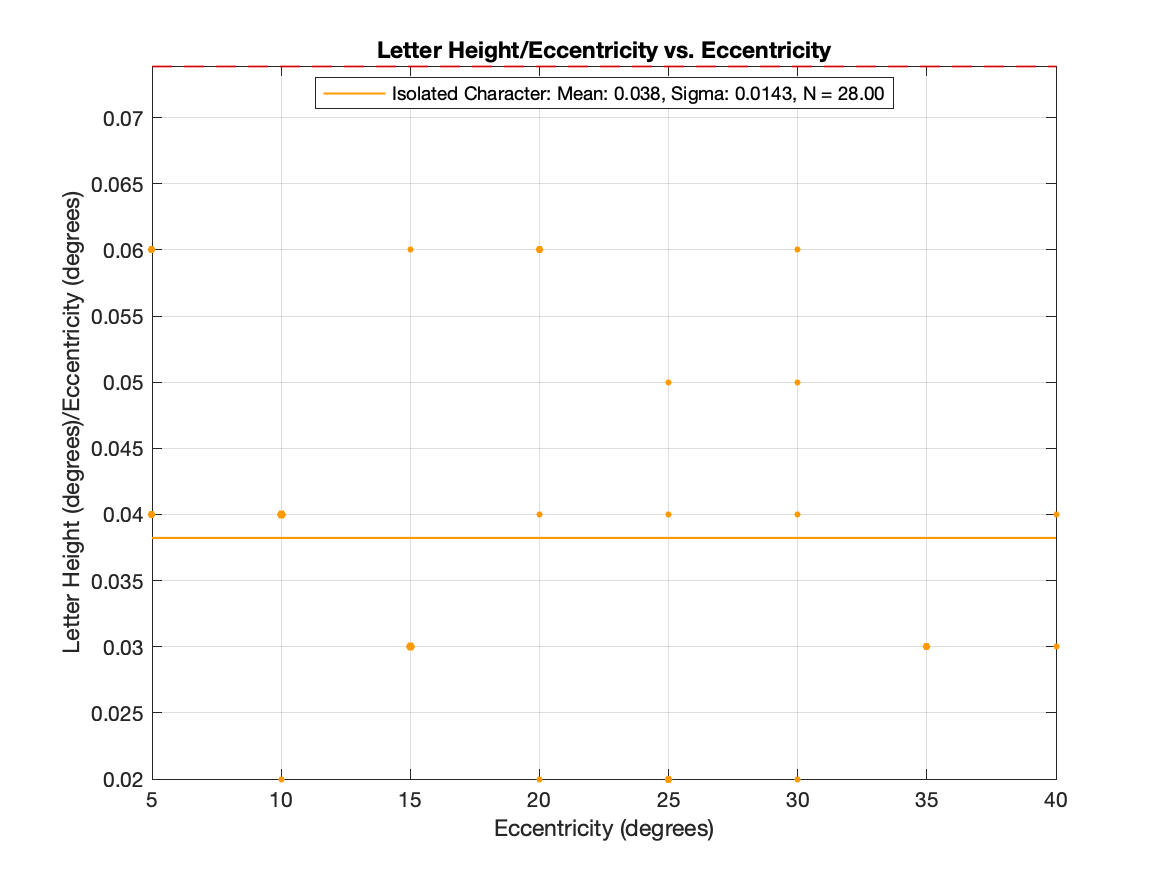 Letter Height/Eccentricity vs. Eccentricity
Isolated Character: Mean: 0.038, Sigma: 0.0143, N = 28.00
Letter Height (degrees)/Eccentricity (degrees)
0.07
0.065
0.06
0.055
0.05
0.045
0.04
0.035
0.03
0.025
0.02
5 10 15 20 25 30 35 40
Eccentricity (degrees)